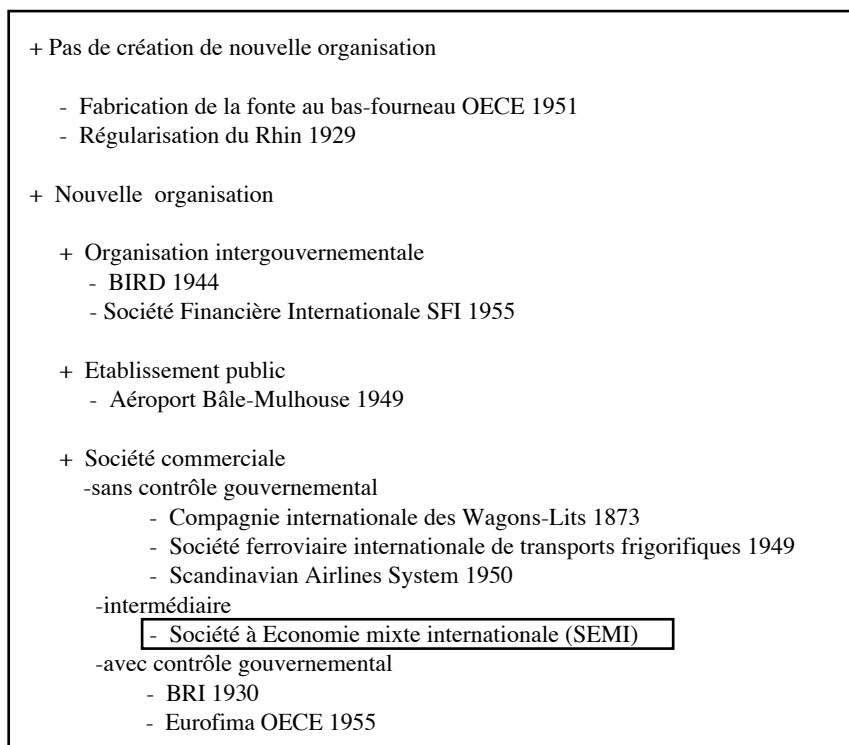 + Pas de création de nouvelle organisation
- Fabrication de la fonte au bas-fourneau OECE 1951
- Régularisation du Rhin 1929
+ Nouvelle organisation
+ Organisation intergouvernementale
- BIRD 1944
- Société Financière Internationale SFI 1955
+ Etablissement public
- Aéroport Bâle-Mulhouse 1949
+ Société commerciale
-sans contrôle gouvernemental
- Compagnie internationale des Wagons-Lits 1873
- Société ferroviaire internationale de transports frigorifiques 1949
- Scandinavian Airlines System 1950
-intermédiaire
- Société à Economie mixte internationale (SEMI)
-avec contrôle gouvernemental
- BRI 1930
- Eurofima OECE 1955